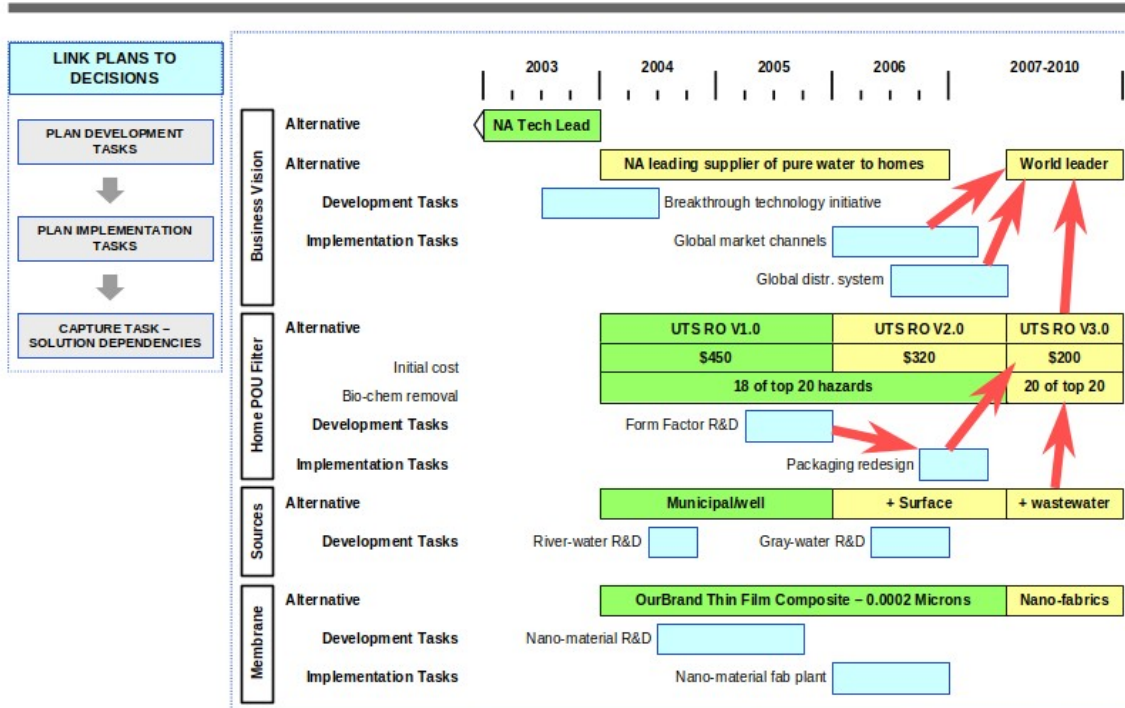 LINK PLANS TO
DECISIONS
PLAN DEVELOPMENT
TASKS
PLAN IMPLEMENTATION
TASKS
CAPTURE TASK –
SOLUTION DEPENDENCIES
2003 2004 2005 2006 2007-2010
Business Vision
Alternative NA Tech Lead
Alternative NA leading supplier of pure water to homes World leader
Development Tasks Breakthrough technology initiative
Implementation Tasks Global market channels
Global distr. system
Home POU Filter
Alternative UTS RO V1.0 UTS RO V2.0 UTS RO V3.0
Initial cost $450 $320 $200
Bio-chem removal 18 of top 20 hazards 20 of top 20
Development Tasks Form Factor R&D
Implementation Tasks Packaging redesign
Sources
Alternative Municipal/well + Surface + wastewater
Development Tasks River-water R&D Gray-water R&D
Membrane
Alternative OurBrand Thin Film Composite – 0.0002 Microns Nano-fabrics
Development Tasks Nano-material R&D
Implementation Tasks Nano-material fab plant